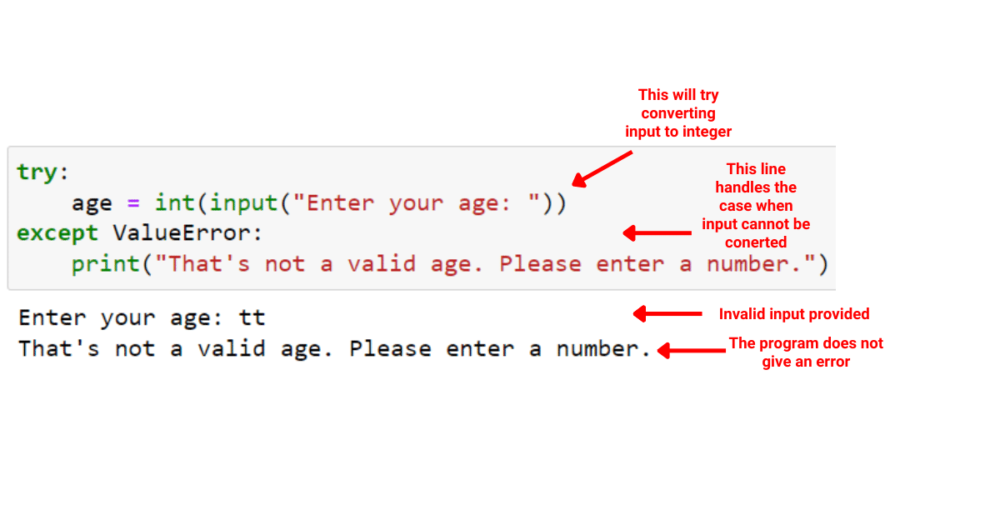 This will try
converting
input to integer
try:
    age = int(input("Enter your age: "))
This line
handles the
case when
input cannot be
conerted
except ValueError:
    print("That's not a valid age. Please enter a number.")
Enter your age: tt
Invalid input provided
That's not a valid age. Please enter a number.
The program does not
give an error